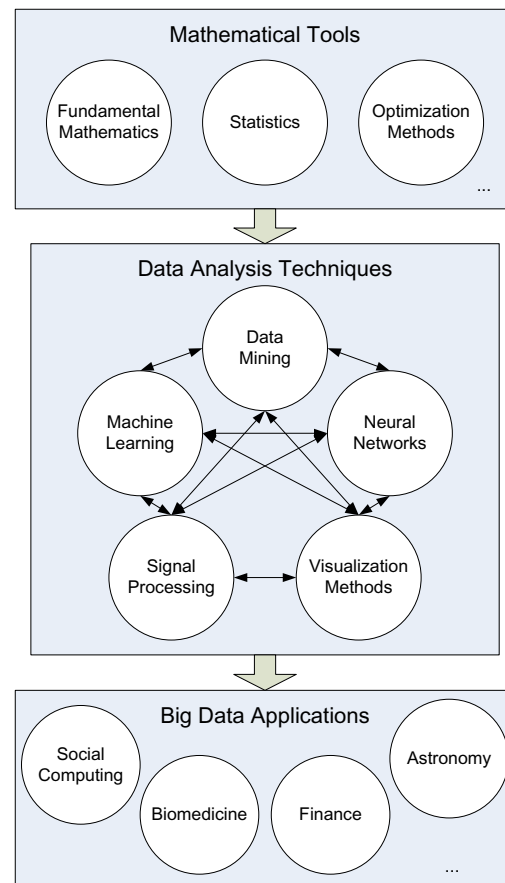 Mathematical Tools
Fundamental
Mathematics
Statistics
Optimization
Methods
...
Data Analysis Techniques
Data
Mining
Machine
Learning
Neural
Networks
Signal
Processing
Visualization
Methods
Big Data Applications
Social
Computing
Biomedicine
Finance
Astronomy
...